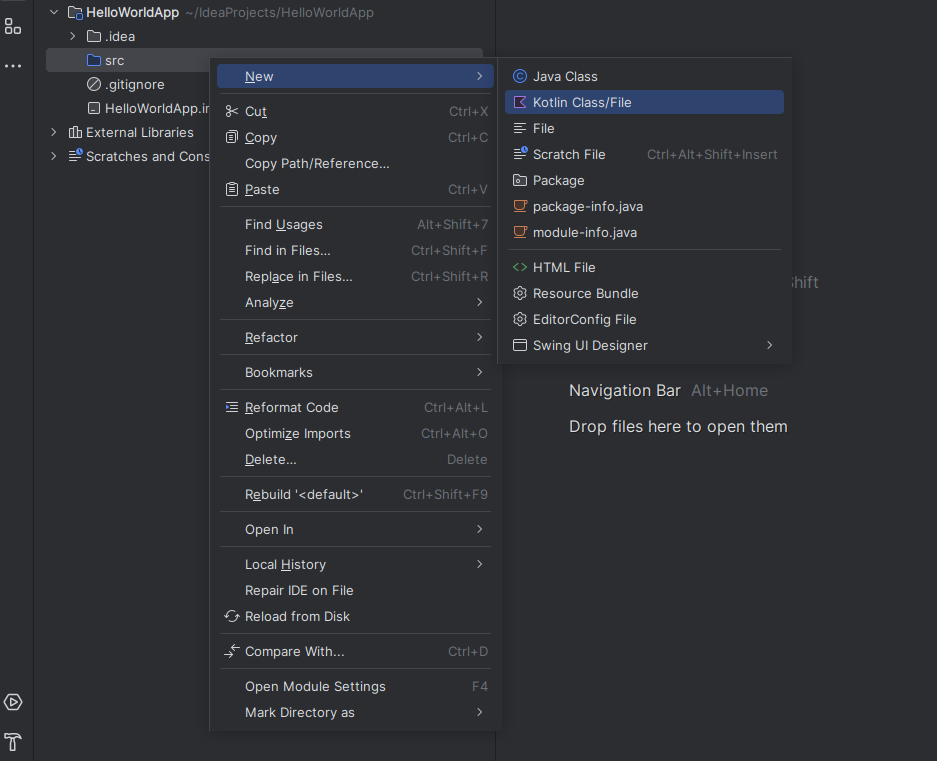 HelloWorldApp ~/IdeaProjects/HelloWorldApp
.idea
src
.gitignore
HelloWorldApp.in
External Libraries
Scratches and Cons
New
Cut Ctrl+X
Copy Ctrl+C
Copy Path/Reference...
Paste Ctrl+V
Find Usages Alt+Shift+7
Find in Files... Ctrl+Shift+F
Replace in Files... Ctrl+Shift+R
Analyze
Refactor
Bookmarks
Reformat Code Ctrl+Alt+L
Optimize Imports Ctrl+Alt+O
Delete... Delete
Rebuild '<default>' Ctrl+Shift+F9
Open In
Local History
Repair IDE on File
Reload from Disk
Compare With... Ctrl+D
Open Module Settings F4
Mark Directory as
Java Class
Kotlin Class/File
File
Scratch File Ctrl+Alt+Shift+Insert
Package
package-info.java
module-info.java
HTML File
Resource Bundle
EditorConfig File
Swing UI Designer
Shift
Navigation Bar Alt+Home
Drop files here to open them